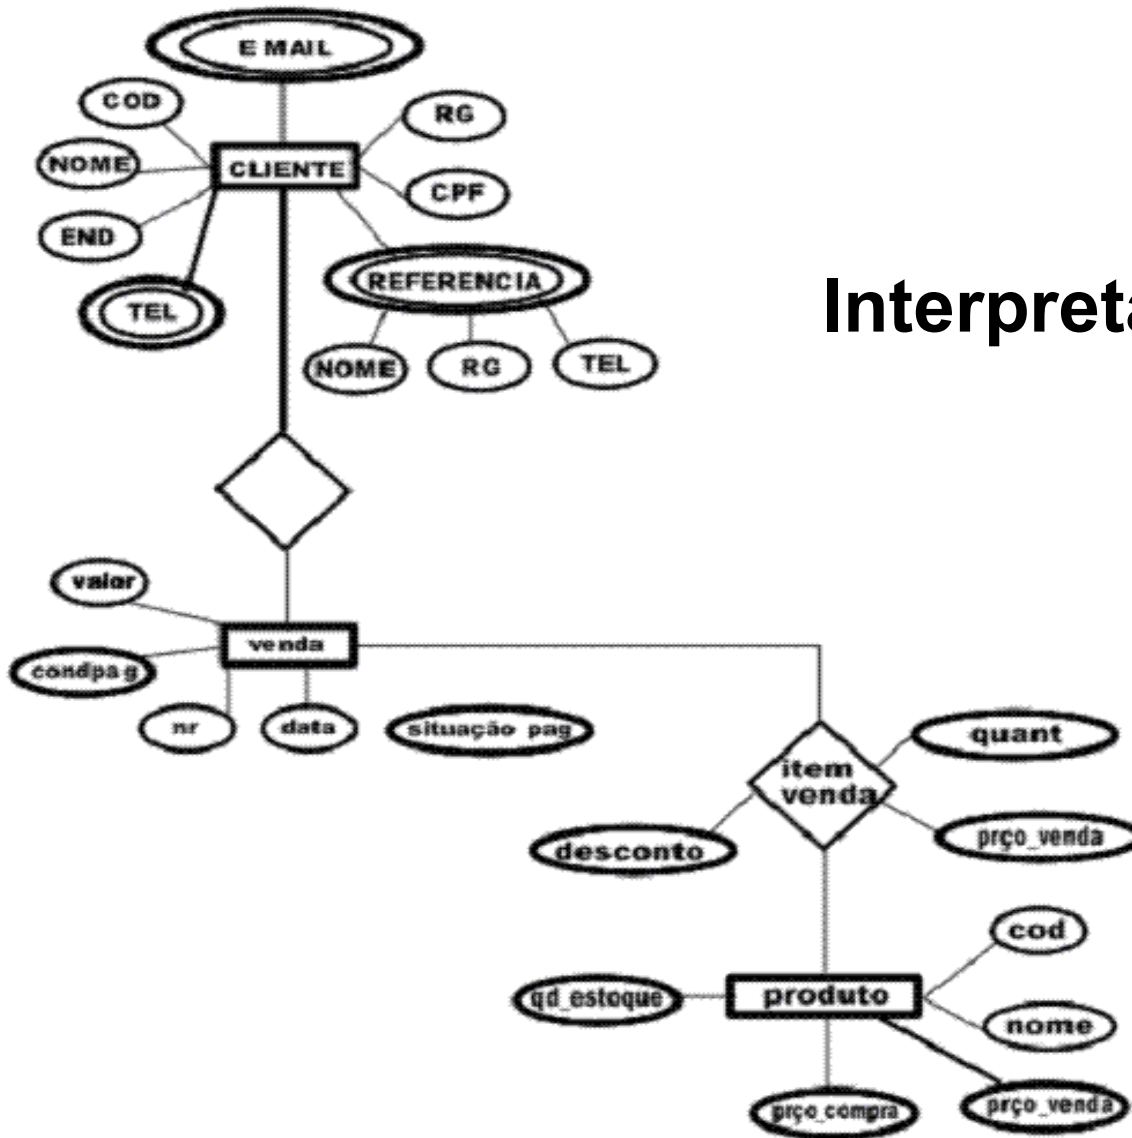 E MAIL
COD
RG
NOME
CLIENTE
CPF
END
REFERENCIA
TEL
NOME
RG
TEL
Interpreta
valor
venda
condpag
nr
data
situação pag
quant
item
venda
prço_venda
desconto
cod
qd_estoque
produto
nome
prço_compra
prço_venda